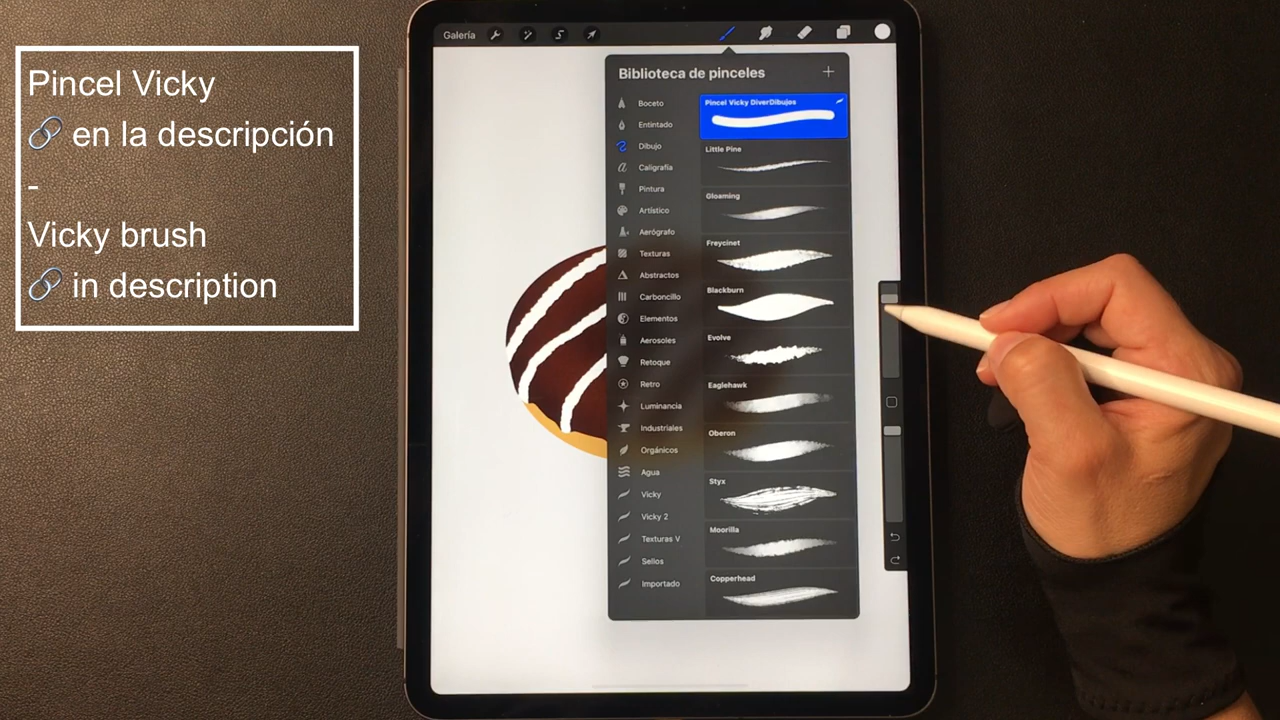 Pincel Vicky
🔗 en la descripción
-
Vicky brush
🔗 in description
Galería
Biblioteca de pinceles
Boceto
Entintado
Dibujo
Caligrafía
Pintura
Artístico
Aerógrafo
Texturas
Abstractos
Carboncillo
Elementos
Aerosoles
Retoque
Retro
Luminancia
Industriales
Orgánicos
Agua
Vicky
Vicky 2
Texturas V
Sellos
Importado
Pincel Vicky DiverDibujos
Little Pine
Gloaming
Freycinet
Blackburn
Evolve
Eaglehawk
Oberon
Styx
Moorilla
Copperhead